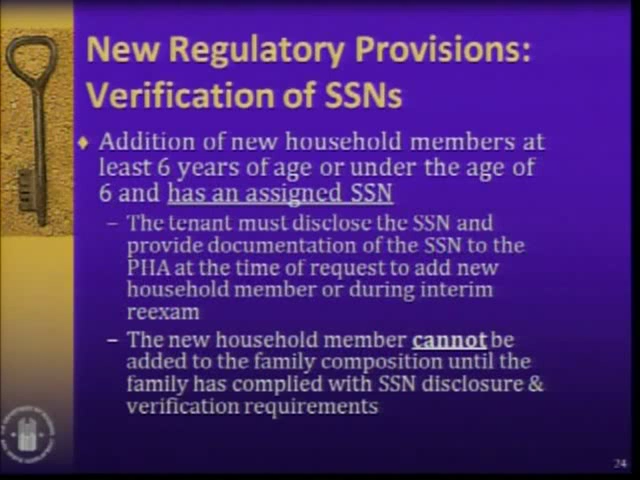 New Regulatory Provisions:
Verification of SSNs
Addition of new household members at
least 6 years of age or under the age of
6 and has an assigned SSN
– The tenant must disclose the SSN and
provide documentation of the SSN to the
PHA at the time of request to add new
household member or during interim
reexam
– The new household member cannot be
added to the family composition until the
family has complied with SSN disclosure &
verification requirements
24